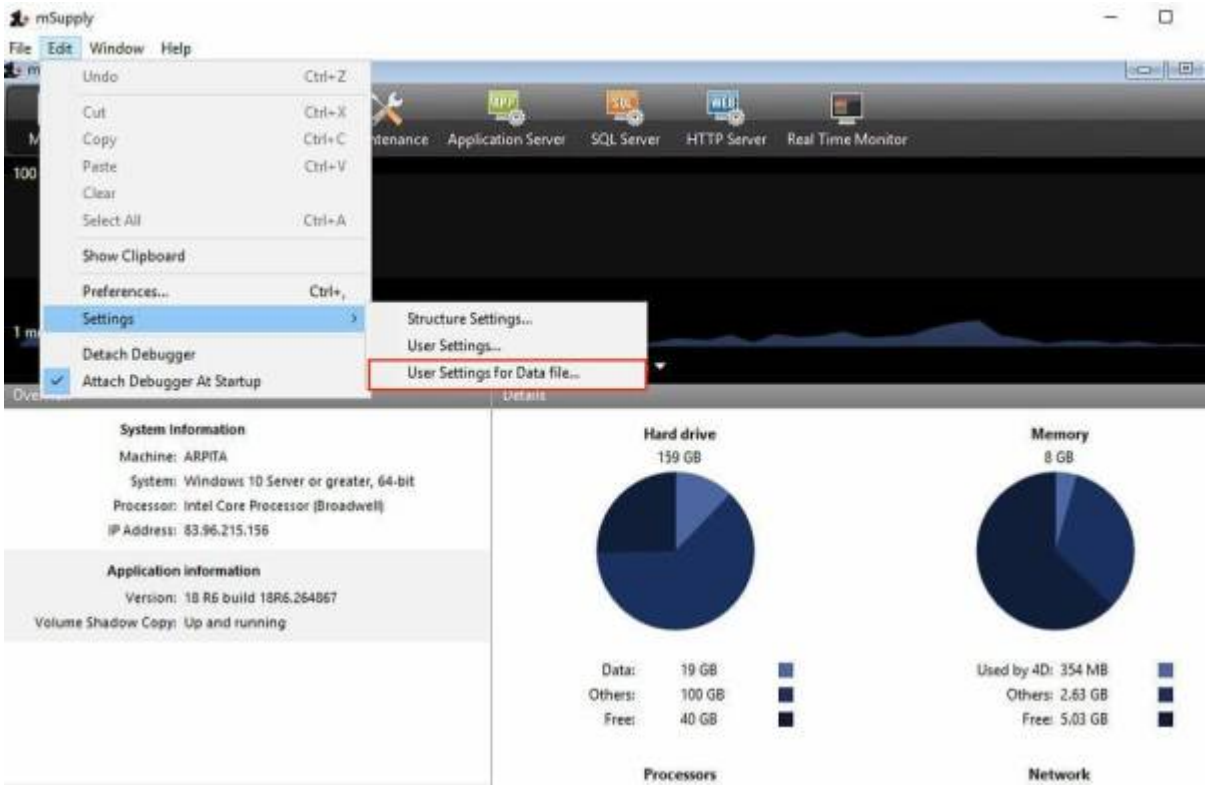 mSupply
File Edit Window Help
Undo Ctrl+Z
Cut Ctrl+X
Copy Ctrl+C
Paste Ctrl+V
Clear
Select All Ctrl+A
Show Clipboard
Preferences... Ctrl+,
Settings
Detach Debugger
Attach Debugger At Startup
Structure Settings...
User Settings...
User Settings for Data file...
Application Server SQL Server HTTP Server Real Time Monitor
100
Details
System Information
Machine: ARPITA
System: Windows 10 Server or greater, 64-bit
Processor: Intel Core Processor (Broadwell)
IP Address: 83.96.215.156
Application information
Version: 18 R6 build 18R6.264867
Volume Shadow Copy: Up and running
Hard drive
159 GB
Data: 19 GB
Others: 100 GB
Free: 40 GB
Memory
8 GB
Used by 4D: 354 MB
Others: 2.63 GB
Free: 5.03 GB
Processors
Network